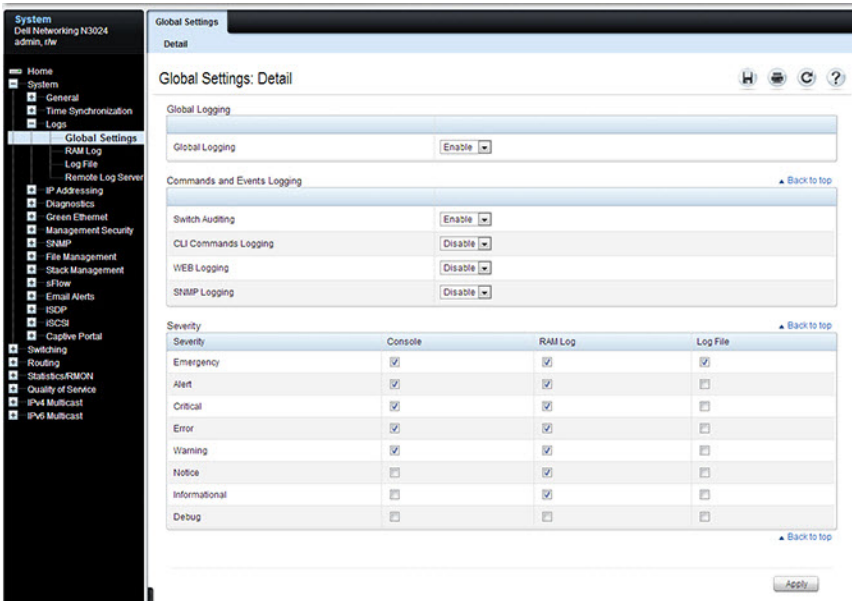 System
Dell Networking N3024
admin, r/w
Home
System
General
Time Synchronization
Logs
Global Settings
RAM Log
Log File
Remote Log Server
IP Addressing
Diagnostics
Green Ethernet
Management Security
SNMP
File Management
Stack Management
sFlow
Email Alerts
ISDP
iSCSI
Captive Portal
Switching
Routing
Statistics/RMON
Quality of Service
IPv4 Multicast
IPv6 Multicast
Global Settings
Detail
Global Settings: Detail
Global Logging
Global Logging Enable
Commands and Events Logging Back to top
Switch Auditing Enable
CLI Commands Logging Disable
WEB Logging Disable
SNMP Logging Disable
Severity Back to top
Severity Console RAM Log Log File
Emergency
Alert
Critical
Error
Warning
Notice
Informational
Debug
Back to top
Apply